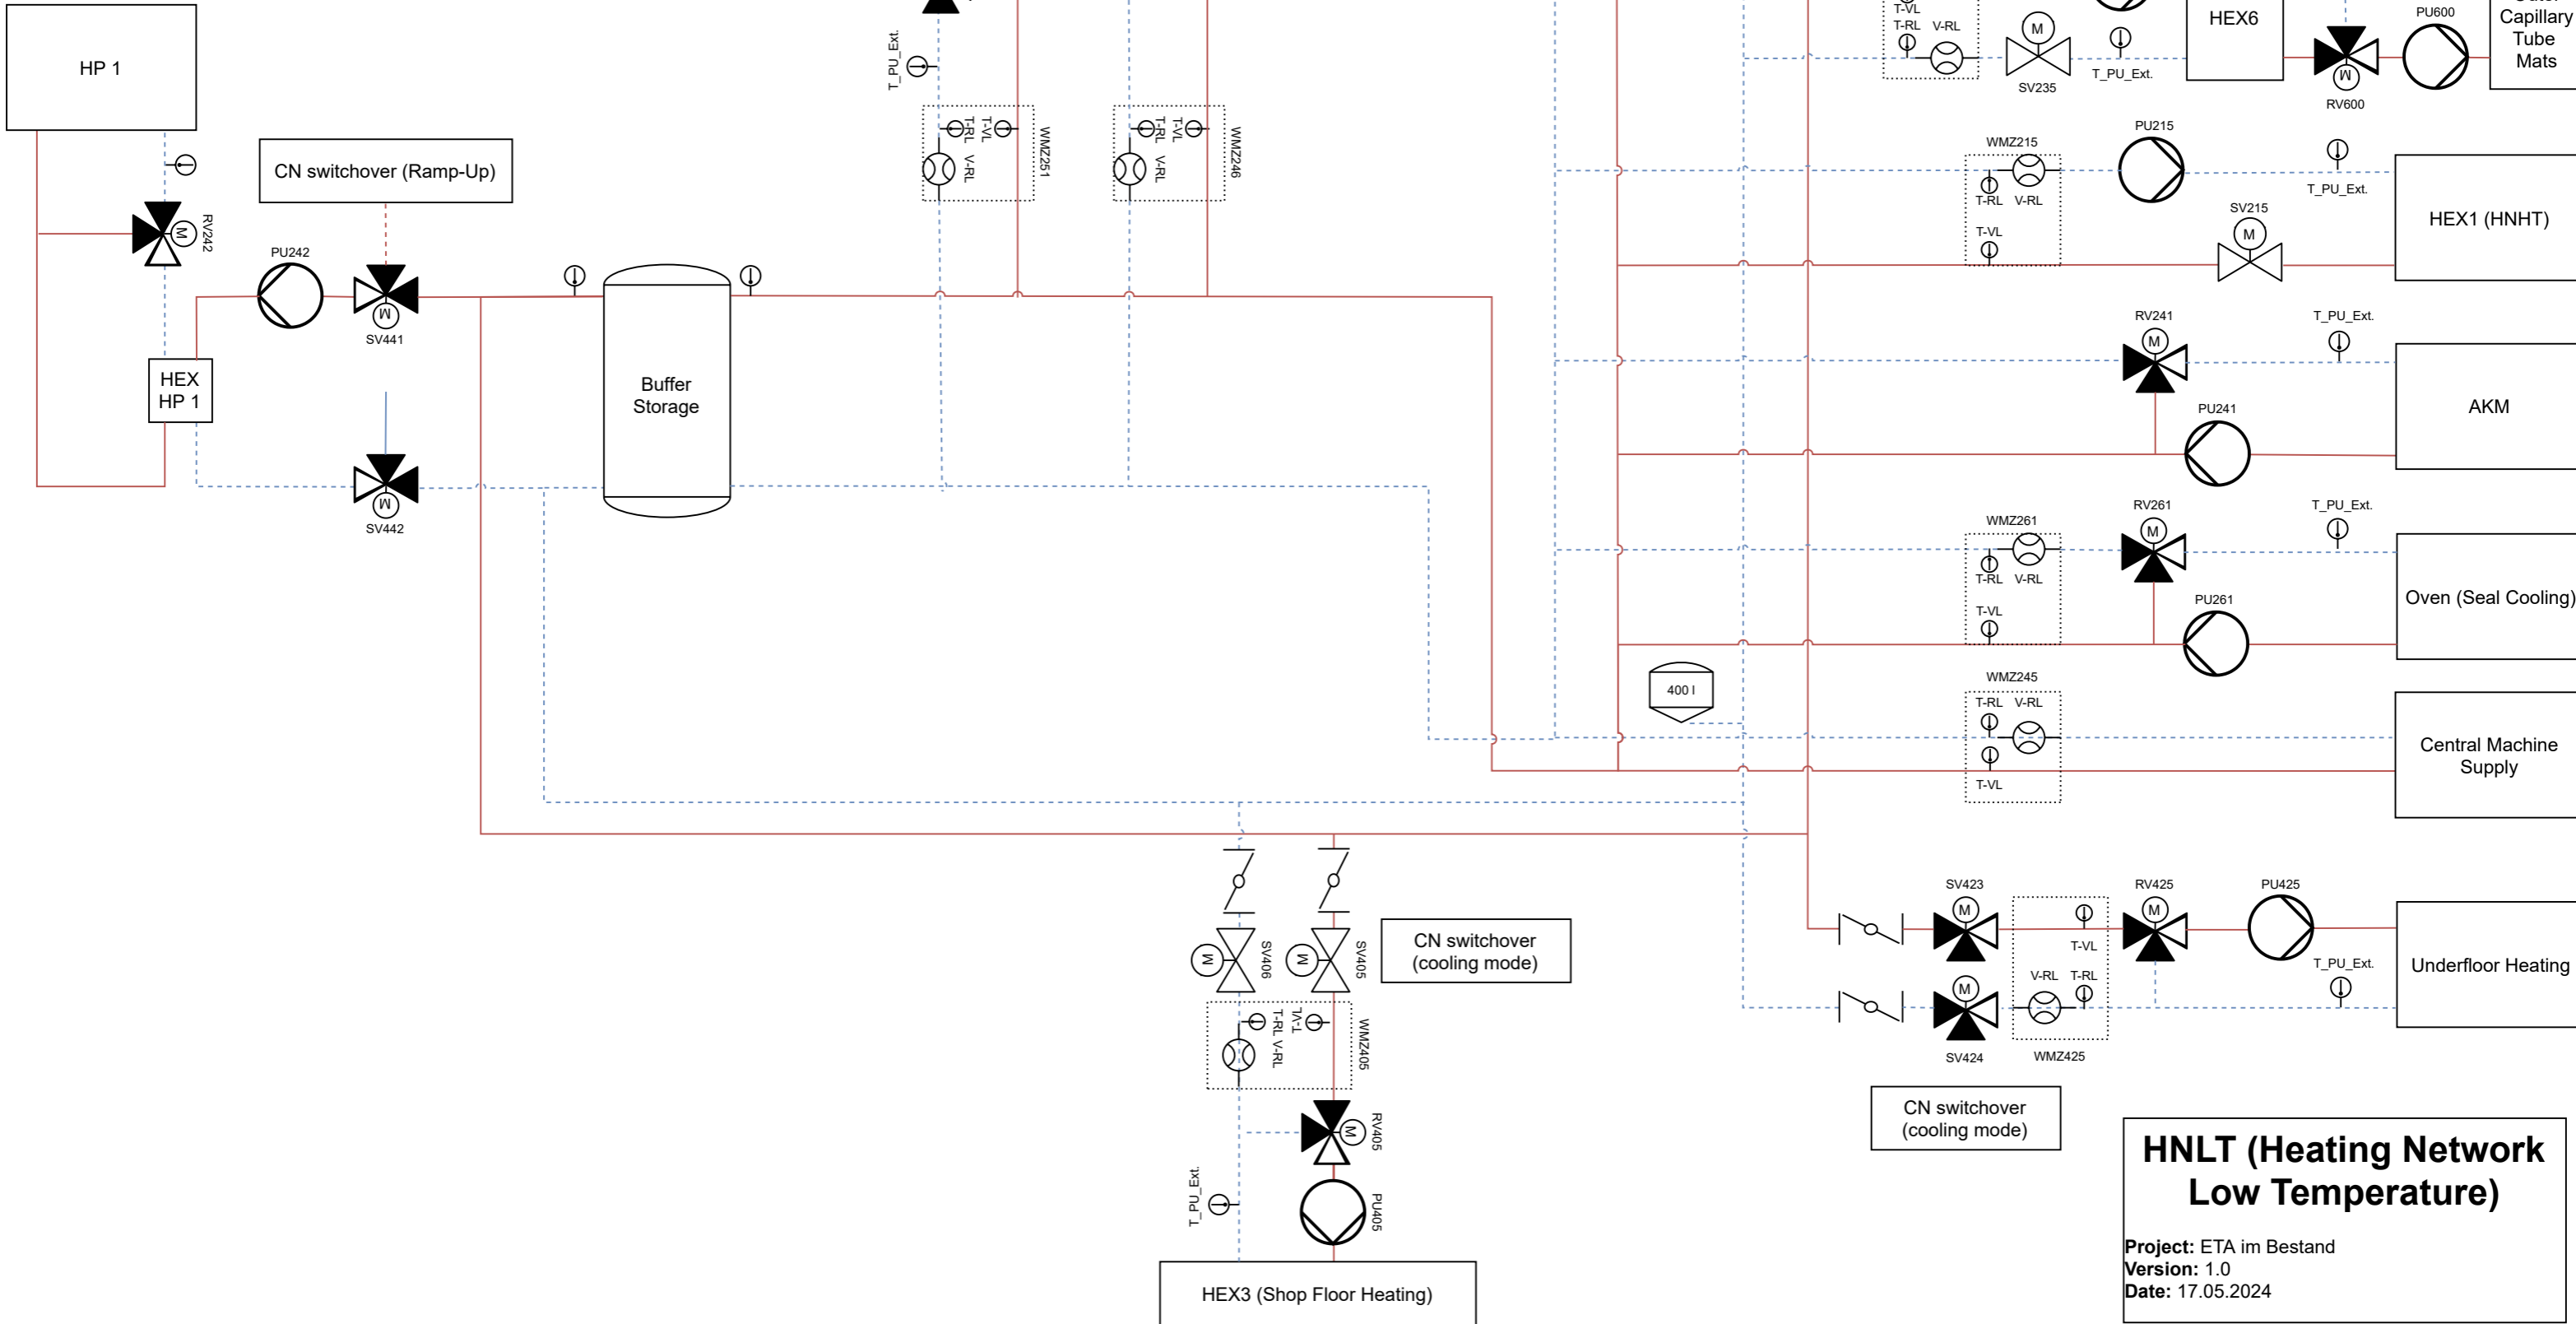 HP 1
RV242
CN switchover (Ramp-Up)
PU242
M
M
SV441
HEX
HP 1
M
SV442
Buffer
Storage
T_PU_Ext.
T-RL
T-VL
V-RL
WMZ251
T-RL
T-VL
V-RL
WMZ246
T-VL
T-RL V-RL
M
SV235
T_PU_Ext.
HEX6
M
RV600
PU600
Capillary
Tube
Mats
WMZ215
T-RL V-RL
T-VL
PU215
T_PU_Ext.
SV215
M
HEX1 (HNHT)
RV241
M
T_PU_Ext.
PU241
AKM
WMZ261
T-RL V-RL
T-VL
RV261
M
T_PU_Ext.
PU261
Oven (Seal Cooling)
400 l
WMZ245
T-RL V-RL
T-VL
Central Machine
Supply
M
SV406
M
SV405
CN switchover
(cooling mode)
T-RL
T-VL
V-RL
WMZ405
M
RV405
T_PU_Ext.
PU405
HEX3 (Shop Floor Heating)
SV423
M
T-VL
RV425
M
PU425
T_PU_Ext.
Underfloor Heating
M
SV424
V-RL T-RL
WMZ425
CN switchover
(cooling mode)
HNLT (Heating Network
Low Temperature)
Project: ETA im Bestand
Version: 1.0
Date: 17.05.2024